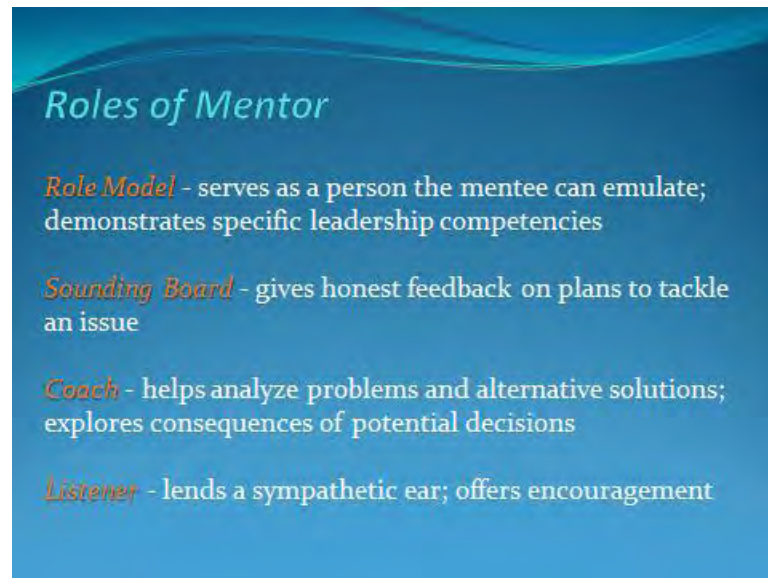 Roles of Mentor
Role Model - serves as a person the mentee can emulate;
demonstrates specific leadership competencies
Sounding Board - gives honest feedback on plans to tackle
an issue
Coach - helps analyze problems and alternative solutions;
explores consequences of potential decisions
Listener - lends a sympathetic ear; offers encouragement